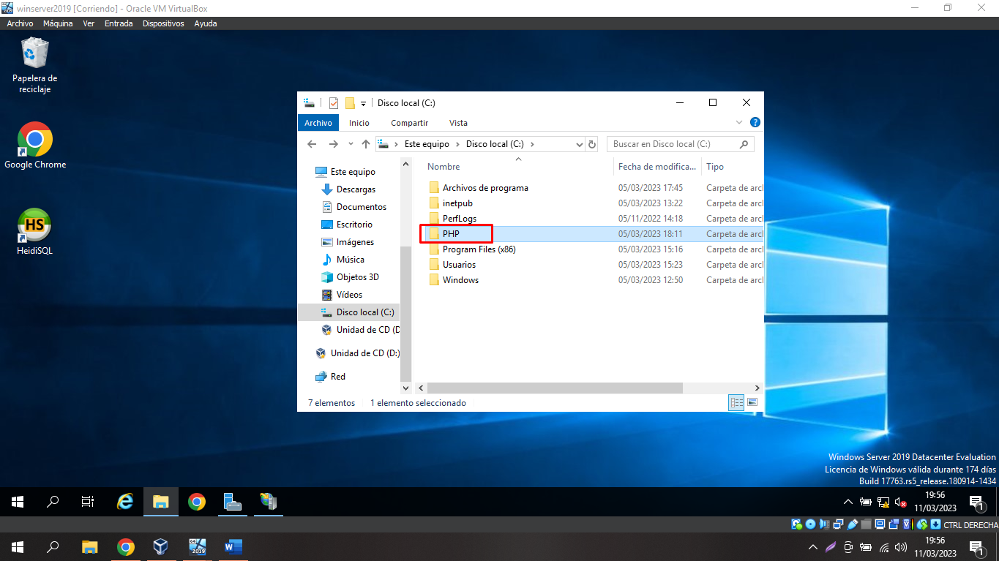 winserver2019 [Corriendo] - Oracle VM VirtualBox
Archivo Máquina Ver Entrada Dispositivos Ayuda
Papelera de
reciclaje
Google Chrome
HS
HeidiSQL
Disco local (C:)
Archivo Inicio Compartir Vista
Este equipo Disco local (C:)
Buscar en Disco local (C:)
Este equipo
Descargas
Documentos
Escritorio
Imágenes
Música
Objetos 3D
Vídeos
Disco local (C:)
Unidad de CD (D
Unidad de CD (D:)
Red
Nombre Fecha de modifica... Tipo
Archivos de programa 05/03/2023 17:45 Carpeta de arcl
inetpub 05/03/2023 13:22 Carpeta de arcl
PerfLogs 05/11/2022 14:18 Carpeta de arcl
PHP 05/03/2023 18:11 Carpeta de arcl
Program Files (x86) 05/03/2023 15:16 Carpeta de arcl
Usuarios 05/03/2023 15:23 Carpeta de arcl
Windows 05/03/2023 12:50 Carpeta de arcl
7 elementos 1 elemento seleccionado
Windows Server 2019 Datacenter Evaluation
Licencia de Windows válida durante 174 días
Build 17763.rs5_release.180914-1434
19:56
11/03/2023
1
CTRL DERECHA
2019
19:56
11/03/2023
1